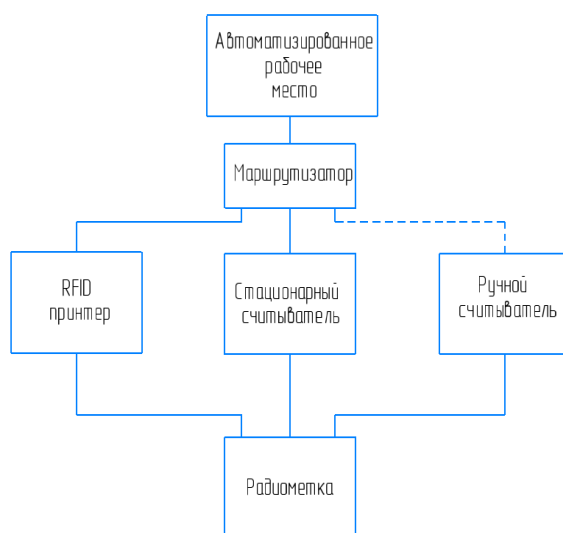 Автоматизированное
рабочее
место
Маршрутизатор
RFID
принтер
Стационарный
считыватель
Ручной
считыватель
Радиометка